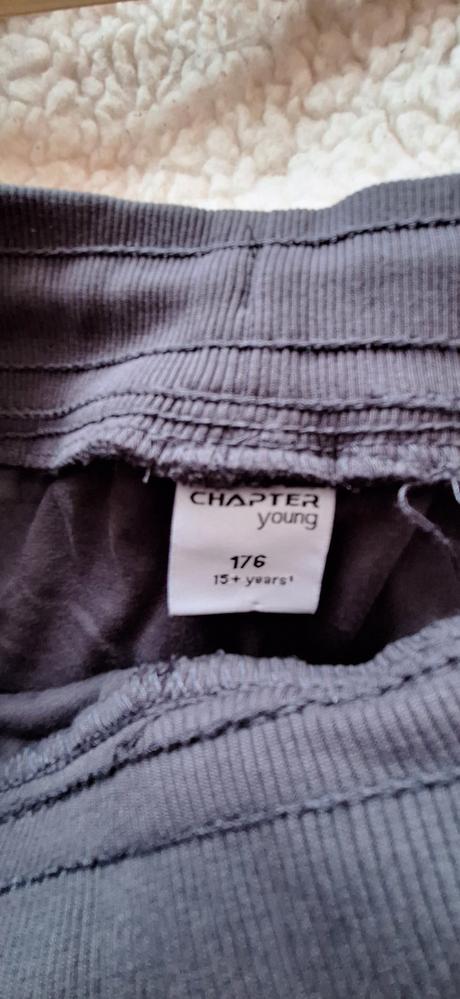 CHAPTER
young
176
15+ years¹